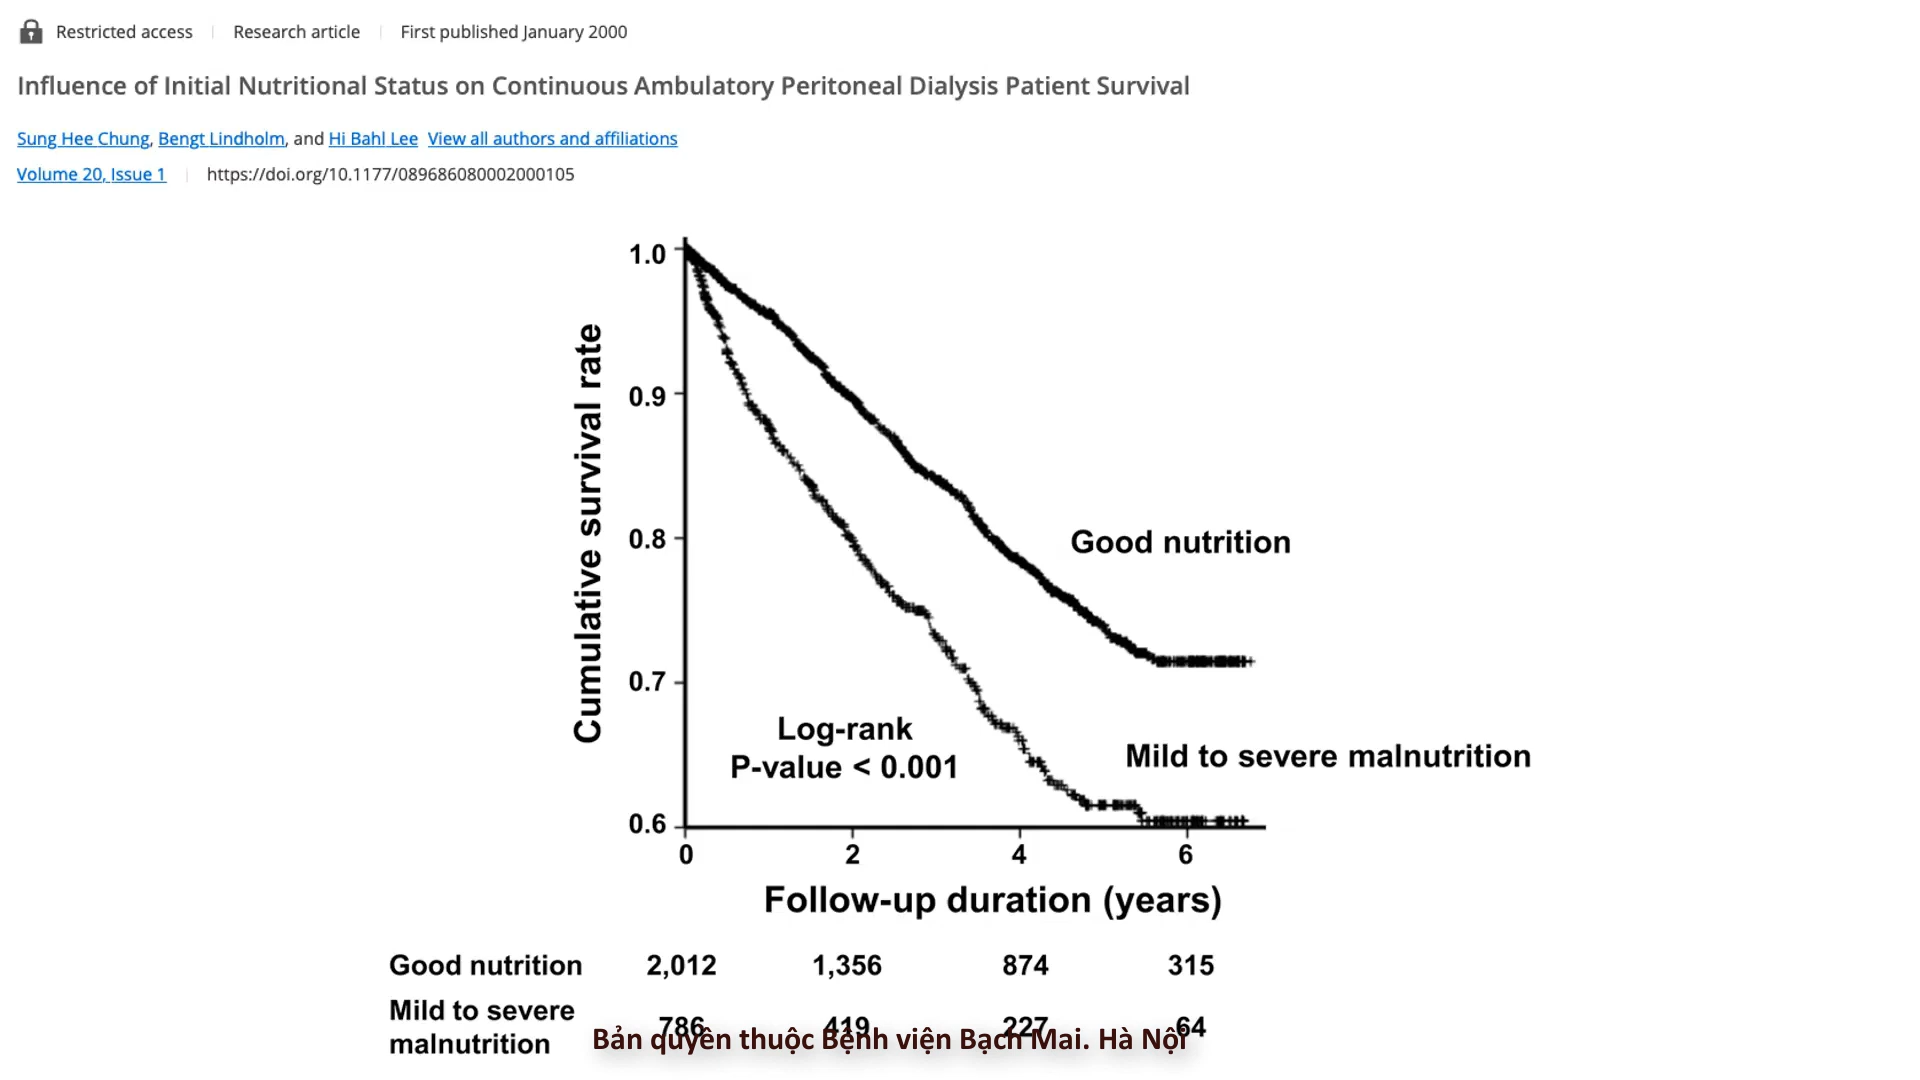 Restricted access | Research article | First published January 2000
Influence of Initial Nutritional Status on Continuous Ambulatory Peritoneal Dialysis Patient Survival
Sung Hee Chung, Bengt Lindholm, and Hi Bahl Lee View all authors and affiliations
Volume 20, Issue 1 | https://doi.org/10.1177/089686080002000105
Cumulative survival rate
1.0
0.9
0.8
0.7
0.6
Good nutrition
Mild to severe malnutrition
Log-rank
P-value < 0.001
0 2 4 6
Follow-up duration (years)
Good nutrition 2,012 1,356 874 315
Mild to severe malnutrition 786 419 227 64
Bản quyền thuộc Bệnh viện Bạch Mai. Hà Nội